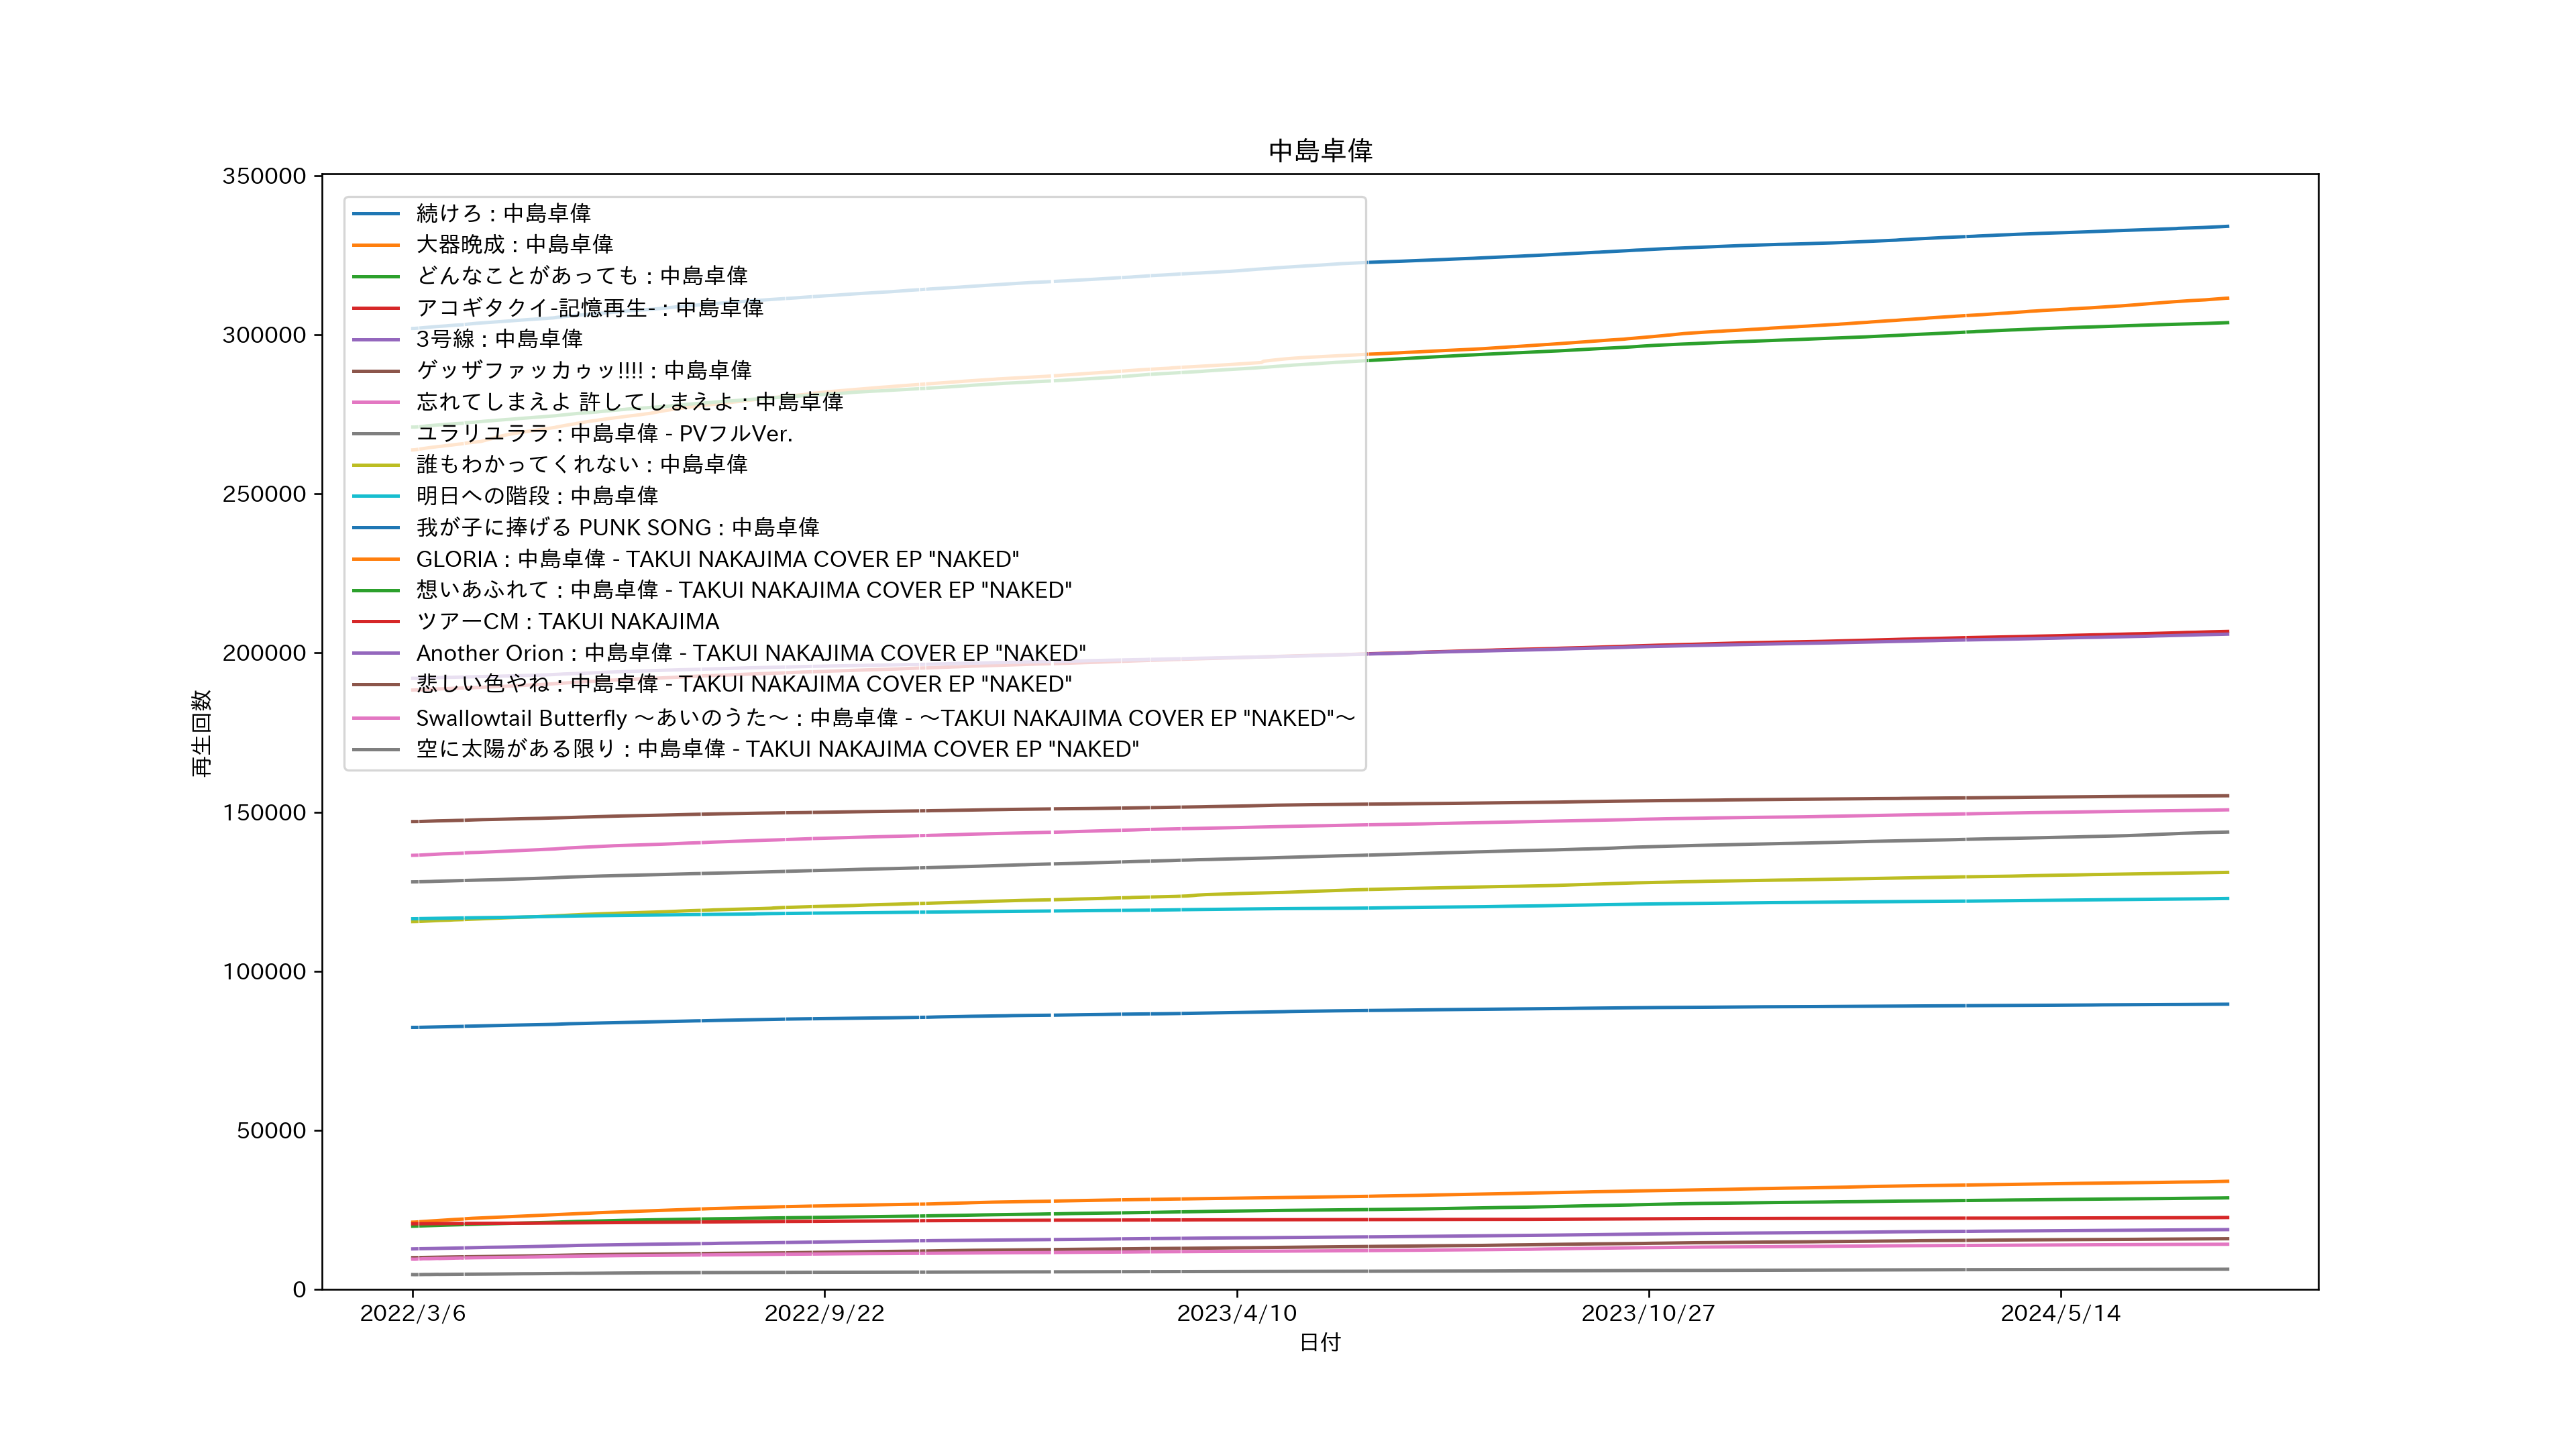 中島卓偉
350000
300000
250000
200000
150000
100000
50000
0
再生回数
続けろ : 中島卓偉
大器晩成 : 中島卓偉
どんなことがあっても : 中島卓偉
アコギタクイ-記憶再生- : 中島卓偉
3号線 : 中島卓偉
ゲッザファッカゥッ!!!! : 中島卓偉
忘れてしまえよ 許してしまえよ : 中島卓偉
ユラリユララ : 中島卓偉 - PVフルVer.
誰もわかってくれない : 中島卓偉
明日への階段 : 中島卓偉
我が子に捧げる PUNK SONG : 中島卓偉
GLORIA : 中島卓偉 - TAKUI NAKAJIMA COVER EP "NAKED"
想いあふれて : 中島卓偉 - TAKUI NAKAJIMA COVER EP "NAKED"
ツアーCM : TAKUI NAKAJIMA
Another Orion : 中島卓偉 - TAKUI NAKAJIMA COVER EP "NAKED"
悲しい色やね : 中島卓偉 - TAKUI NAKAJIMA COVER EP "NAKED"
Swallowtail Butterfly 〜あいのうた〜 : 中島卓偉 - 〜TAKUI NAKAJIMA COVER EP "NAKED"〜
空に太陽がある限り : 中島卓偉 - TAKUI NAKAJIMA COVER EP "NAKED"
2022/3/6 2022/9/22 2023/4/10 2023/10/27 2024/5/14
日付